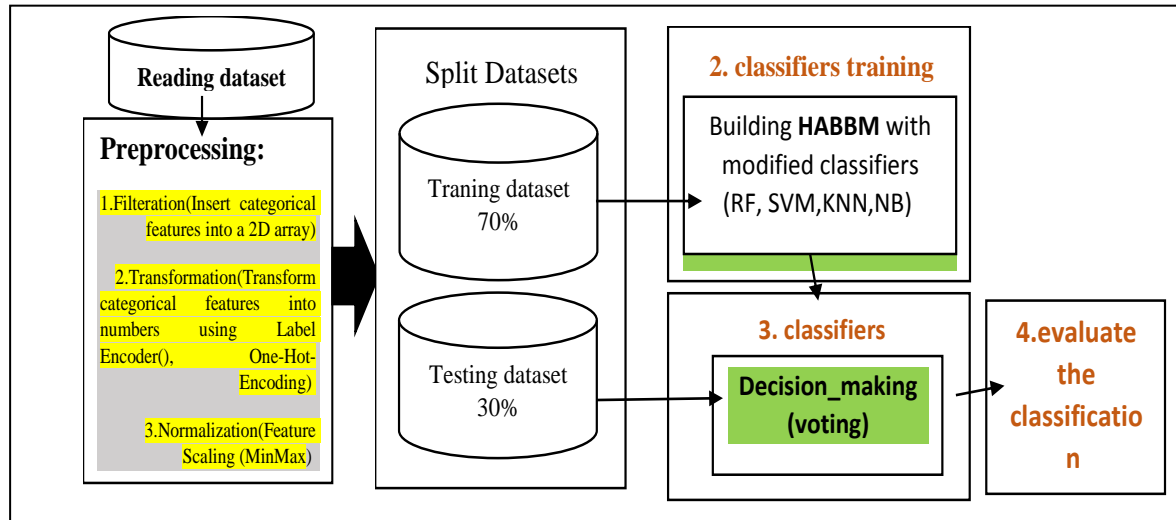 Reading dataset
Preprocessing:
1.Filteration(Insert categorical
features into a 2D array)
2.Transformation(Transform
categorical features into
numbers using Label
Encoder(), One-Hot-
Encoding)
3.Normalization(Feature
Scaling (MinMax)
Split Datasets
Traning dataset
70%
Testing dataset
30%
2. classifiers training
Building HABBM with
modified classifiers
(RF, SVM,KNN,NB)
3. classifiers
Decision_making
(voting)
4.evaluate
the
classificatio
n